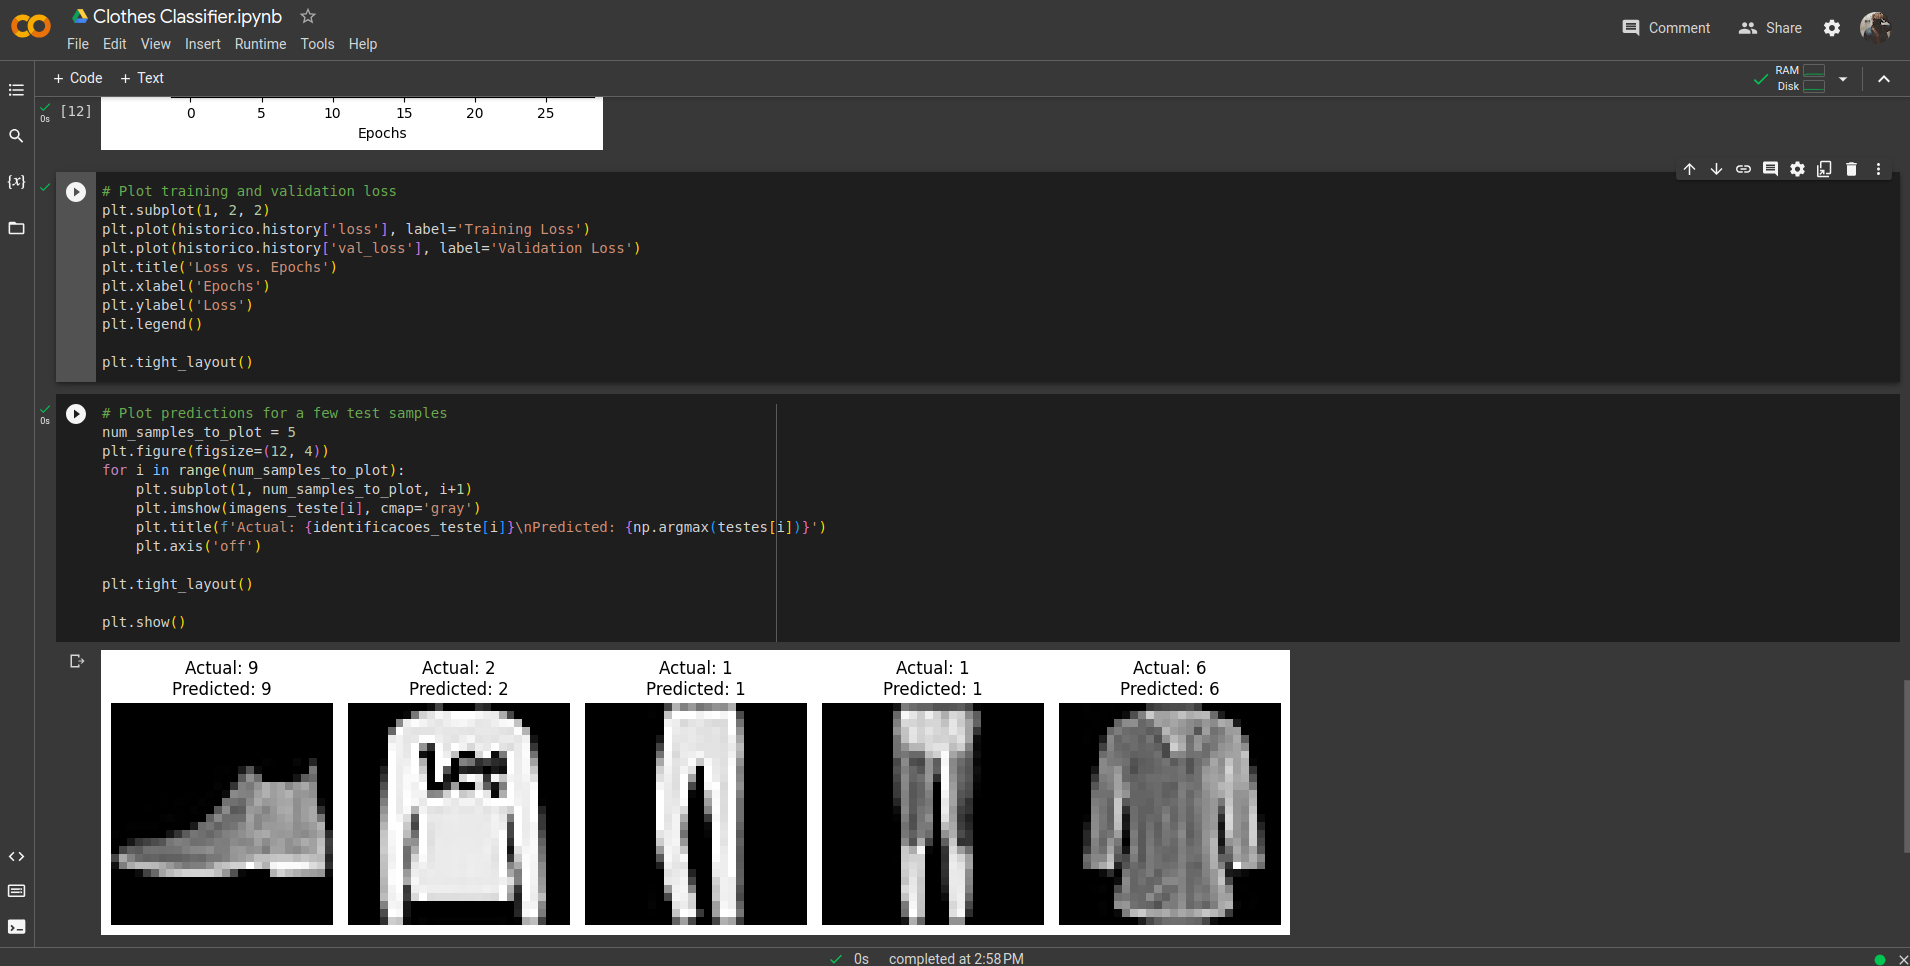 Clothes Classifier.ipynb
File Edit View Insert Runtime Tools Help
Comment Share
+ Code + Text
RAM
Disk
[12]
0s
0 5 10 15 20 25
Epochs
{x}
# Plot training and validation loss
plt.subplot(1, 2, 2)
plt.plot(historico.history['loss'], label='Training Loss')
plt.plot(historico.history['val_loss'], label='Validation Loss')
plt.title('Loss vs. Epochs')
plt.xlabel('Epochs')
plt.ylabel('Loss')
plt.legend()
plt.tight_layout()
0s
# Plot predictions for a few test samples
num_samples_to_plot = 5
plt.figure(figsize=(12, 4))
for i in range(num_samples_to_plot):
    plt.subplot(1, num_samples_to_plot, i+1)
    plt.imshow(imagens_teste[i], cmap='gray')
    plt.title(f'Actual: {identificacoes_teste[i]}\nPredicted: {np.argmax(testes[i])}')
    plt.axis('off')
plt.tight_layout()
plt.show()
Actual: 9 Actual: 2 Actual: 1 Actual: 1 Actual: 6
Predicted: 9 Predicted: 2 Predicted: 1 Predicted: 1 Predicted: 6
0s completed at 2:58 PM